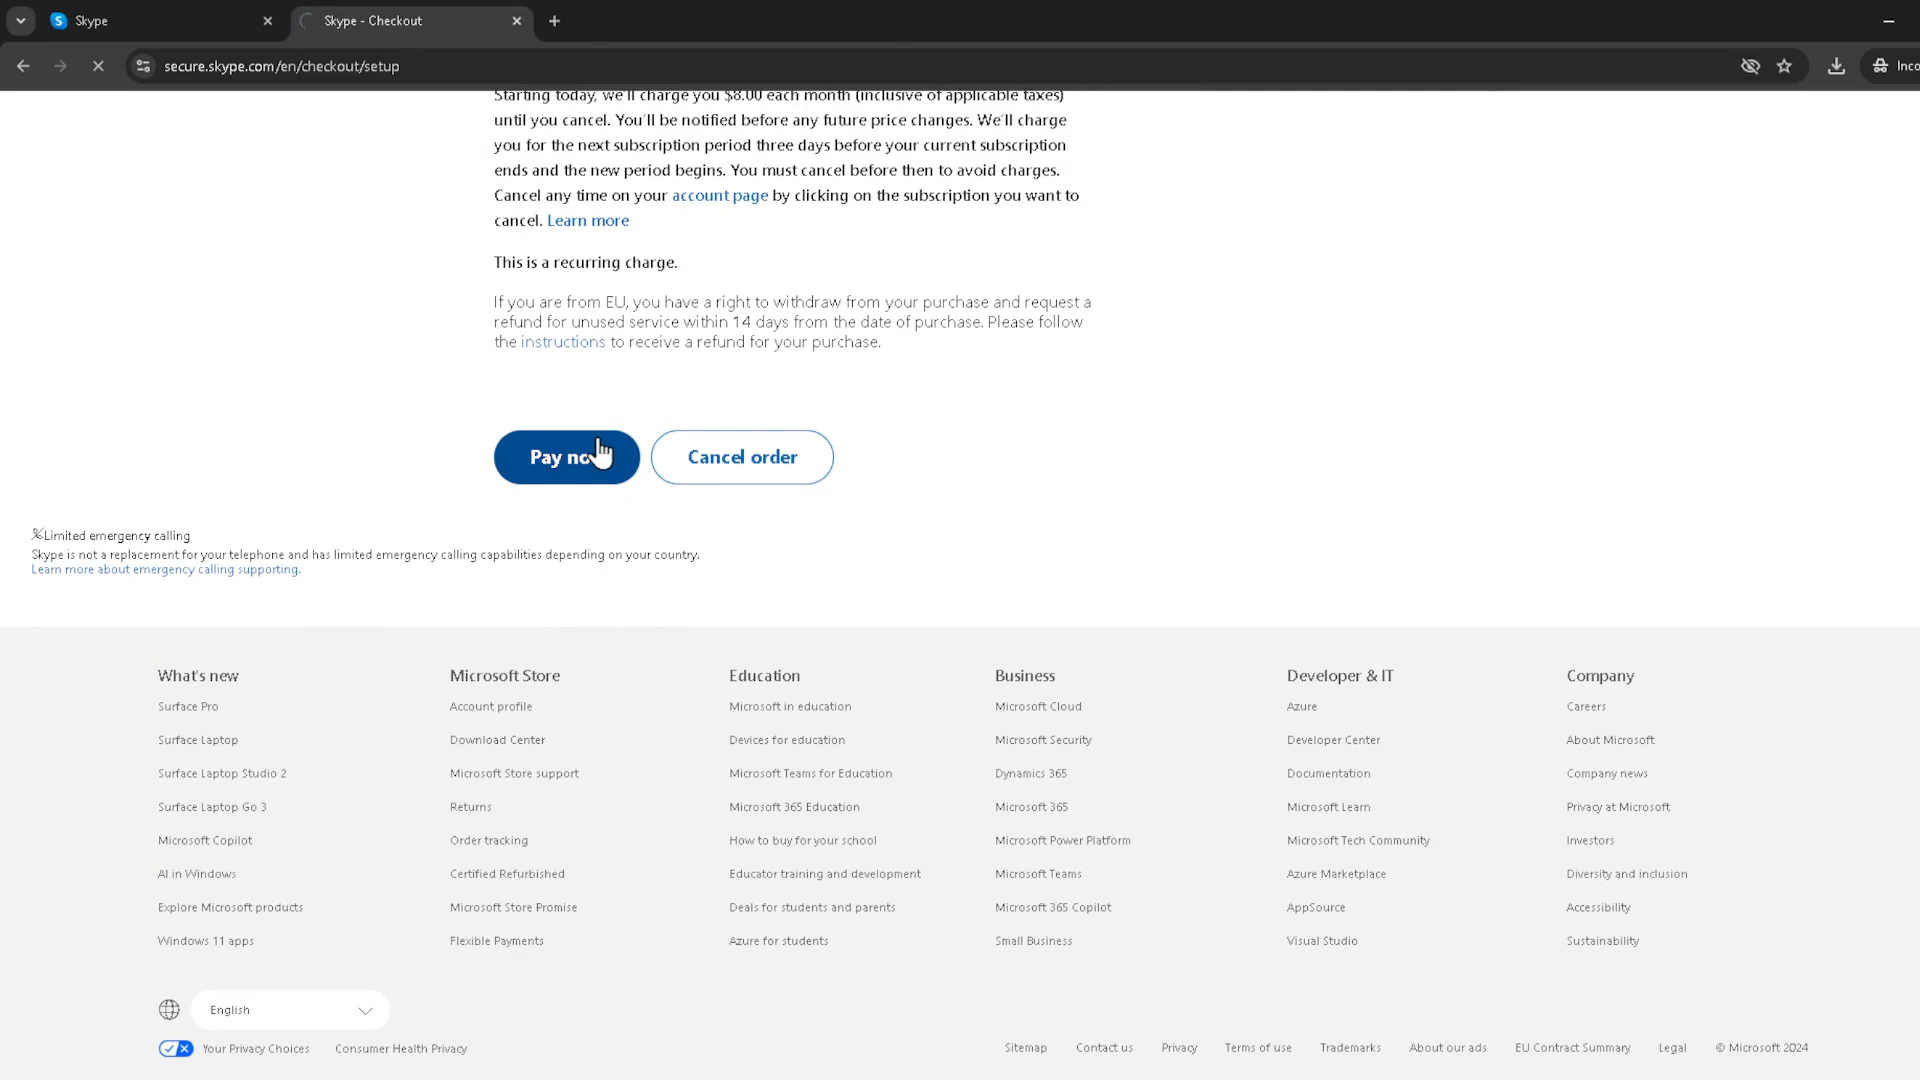 Skype
Skype - Checkout
secure.skype.com/en/checkout/setup
Inco
Starting today, we'll charge you $8.00 each month (inclusive of applicable taxes)
until you cancel. You'll be notified before any future price changes. We'll charge
you for the next subscription period three days before your current subscription
ends and the new period begins. You must cancel before then to avoid charges.
Cancel any time on your account page by clicking on the subscription you want to
cancel. Learn more
This is a recurring charge.
If you are from EU, you have a right to withdraw from your purchase and request a
refund for unused service within 14 days from the date of purchase. Please follow
the instructions to receive a refund for your purchase.
Pay no
Cancel order
Limited emergency calling
Skype is not a replacement for your telephone and has limited emergency calling capabilities depending on your country.
Learn more about emergency calling supporting.
What's new
Surface Pro
Surface Laptop
Surface Laptop Studio 2
Surface Laptop Go 3
Microsoft Copilot
AI in Windows
Explore Microsoft products
Windows 11 apps
Microsoft Store
Account profile
Download Center
Microsoft Store support
Returns
Order tracking
Certified Refurbished
Microsoft Store Promise
Flexible Payments
Education
Microsoft in education
Devices for education
Microsoft Teams for Education
Microsoft 365 Education
How to buy for your school
Educator training and development
Deals for students and parents
Azure for students
Business
Microsoft Cloud
Microsoft Security
Dynamics 365
Microsoft 365
Microsoft Power Platform
Microsoft Teams
Microsoft 365 Copilot
Small Business
Developer & IT
Azure
Developer Center
Documentation
Microsoft Learn
Microsoft Tech Community
Azure Marketplace
AppSource
Visual Studio
Company
Careers
About Microsoft
Company news
Privacy at Microsoft
Investors
Diversity and inclusion
Accessibility
Sustainability
English
Your Privacy Choices
Consumer Health Privacy
Sitemap
Contact us
Privacy
Terms of use
Trademarks
About our ads
EU Contract Summary
Legal
© Microsoft 2024